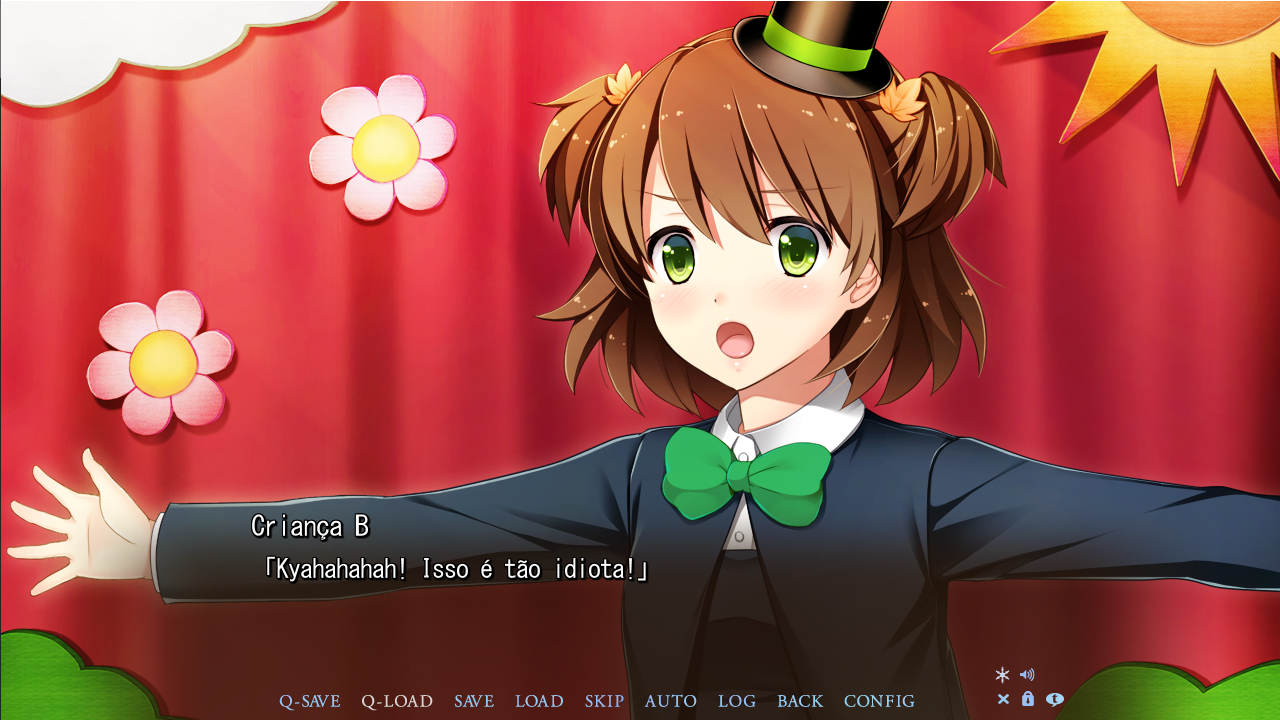 Criança B
「Kyahahahah! Isso é tão idiota!」
Q-SAVE Q-LOAD SAVE LOAD SKIP AUTO LOG BACK CONFIG